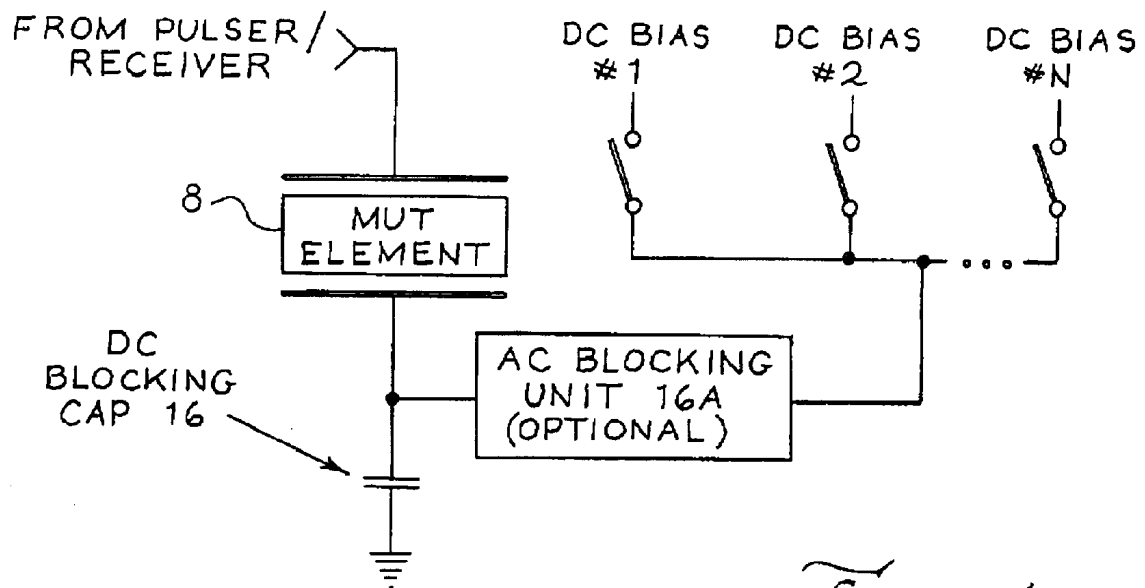 FROM PULSER/
RECEIVER
DC BIAS
#1
DC BIAS
#2
DC BIAS
#N
8
MUT
ELEMENT
DC
BLOCKING
CAP 16
AC BLOCKING
UNIT 16A
(OPTIONAL)